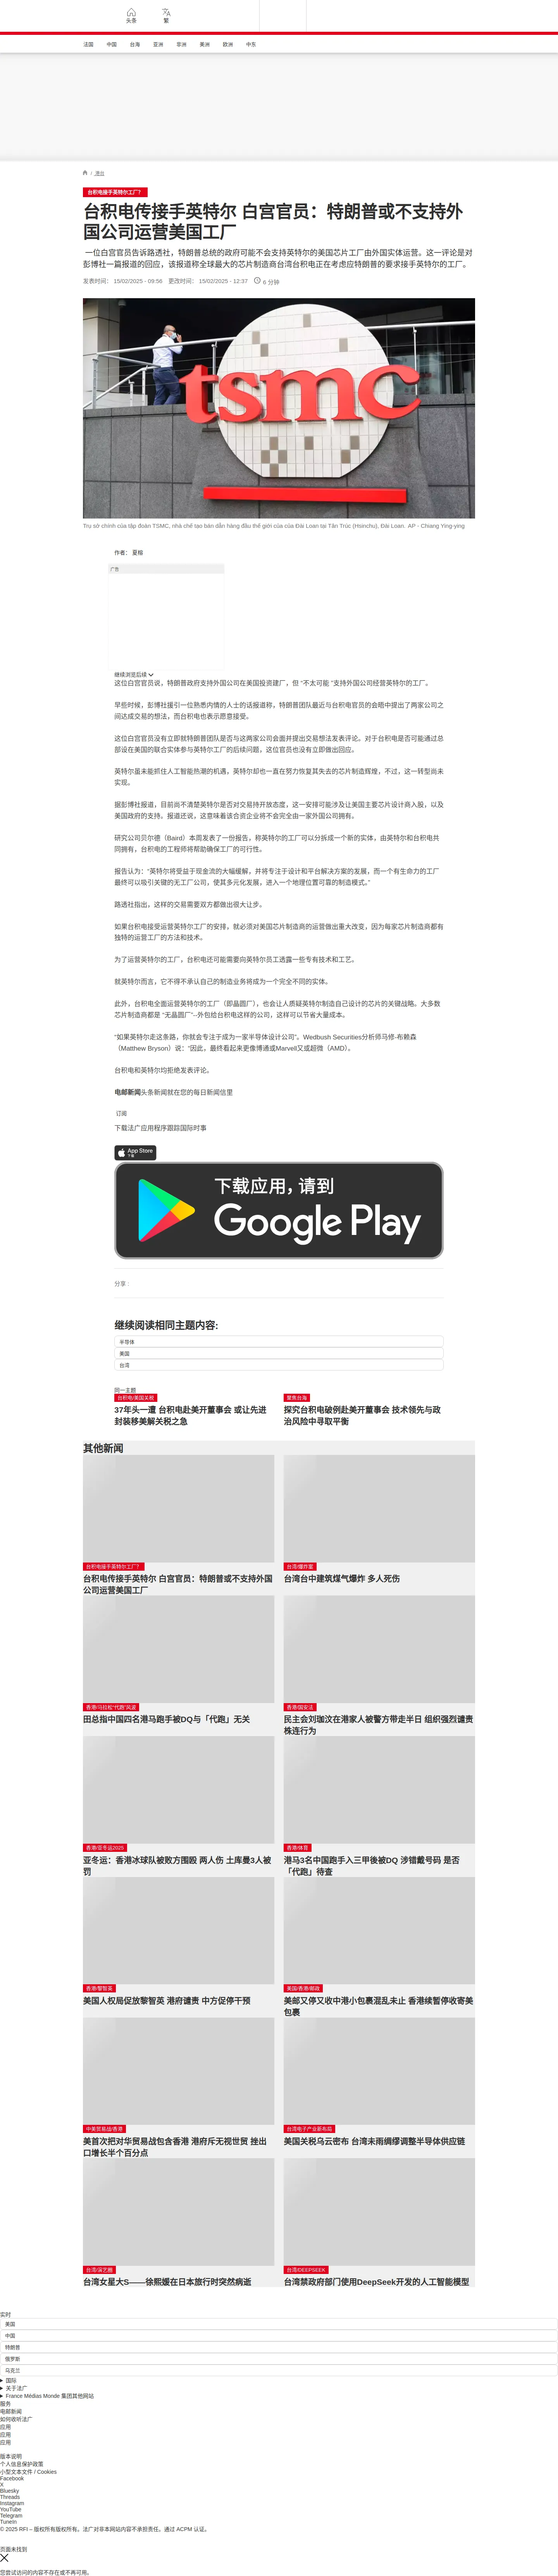 头条
繁
法国
中国
台海
亚洲
非洲
美洲
欧洲
中东
/ 港台
台积电接手英特尔工厂?
台积电传接手英特尔 白宫官员：特朗普或不支持外
国公司运营美国工厂
一位白宫官员告诉路透社，特朗普总统的政府可能不会支持英特尔的美国芯片工厂由外国实体运营。这一评论是对
彭博社一篇报道的回应，该报道称全球最大的芯片制造商台湾台积电正在考虑应特朗普的要求接手英特尔的工厂。
发表时间： 15/02/2025 - 09:56 更改时间： 15/02/2025 - 12:37 6 分钟
tsmc
Trụ sở chính của tập đoàn TSMC, nhà chế tạo bán dẫn hàng đầu thế giới của của Đài Loan tại Tân Trúc (Hsinchu), Đài Loan. AP - Chiang Ying-ying
作者： 夏榕
广告
继续浏览后续
这位白宫官员说，特朗普政府支持外国公司在美国投资建厂，但 “不太可能 ”支持外国公司经营英特尔的工厂。
早些时候，彭博社援引一位熟悉内情的人士的话报道称，特朗普团队最近与台积电官员的会晤中提出了两家公司之
间达成交易的想法，而台积电也表示愿意接受。
这位白宫官员没有立即就特朗普团队是否与这两家公司会面并提出交易想法发表评论。对于台积电是否可能通过总
部设在美国的联合实体参与英特尔工厂的后续问题，这位官员也没有立即做出回应。
英特尔虽未能抓住人工智能热潮的机遇，英特尔却也一直在努力恢复其失去的芯片制造辉煌，不过，这一转型尚未
实现。
据彭博社报道，目前尚不清楚英特尔是否对交易持开放态度，这一安排可能涉及让美国主要芯片设计商入股，以及
美国政府的支持。报道还说，这意味着该合资企业将不会完全由一家外国公司拥有。
研究公司贝尔德（Baird）本周发表了一份报告，称英特尔的工厂可以分拆成一个新的实体，由英特尔和台积电共
同拥有，台积电的工程师将帮助确保工厂的可行性。
报告认为：“英特尔将受益于现金流的大幅缓解，并将专注于设计和平台解决方案的发展，而一个有生命力的工厂
最终可以吸引关键的无工厂公司，使其多元化发展，进入一个地理位置可靠的制造模式。”
路透社指出，这样的交易需要双方都做出很大让步。
如果台积电接受运营英特尔工厂的安排，就必须对美国芯片制造商的运营做出重大改变，因为每家芯片制造商都有
独特的运营工厂的方法和技术。
为了运营英特尔的工厂，台积电还可能需要向英特尔员工透露一些专有技术和工艺。
就英特尔而言，它不得不承认自己的制造业务将成为一个完全不同的实体。
此外，台积电全面运营英特尔的工厂（即晶圆厂），也会让人质疑英特尔制造自己设计的芯片的关键战略。大多数
芯片制造商都是 “无晶圆厂”--外包给台积电这样的公司，这样可以节省大量成本。
“如果英特尔走这条路，你就会专注于成为一家半导体设计公司”。Wedbush Securities分析师马修-布赖森
（Matthew Bryson）说：“因此，最终看起来更像博通或Marvell又或超微（AMD）。
台积电和英特尔均拒绝发表评论。
电邮新闻头条新闻就在您的每日新闻信里
订阅
下载法广应用程序跟踪国际时事
App Store
下载
下载应用，请到
Google Play
分享 :
继续阅读相同主题内容:
半导体
美国
台湾
同一主题
台积电/美国关税
37年头一遭 台积电赴美开董事会 或让先进
封装移美解关税之急
聚焦台海
探究台积电破例赴美开董事会 技术领先与政
治风险中寻取平衡
其他新闻
台积电接手英特尔工厂?
台积电传接手英特尔 白宫官员：特朗普或不支持外国
公司运营美国工厂
台湾/爆炸案
台湾台中建筑煤气爆炸 多人死伤
香港/马拉松“代跑”风波
田总指中国四名港马跑手被DQ与「代跑」无关
香港/国安法
民主会刘珈汶在港家人被警方带走半日 组织强烈谴责
株连行为
香港/亚冬运2025
亚冬运：香港冰球队被败方围殴 两人伤 土库曼3人被
罚
香港/体育
港马3名中国跑手入三甲後被DQ 涉错戴号码 是否
「代跑」待查
香港/黎智英
美国人权局促放黎智英 港府谴责 中方促停干预
美国/香港/邮政
美邮又停又收中港小包裹混乱未止 香港续暂停收寄美
包裹
中美贸易战/香港
美首次把对华贸易战包含香港 港府斥无视世贸 挫出
口增长半个百分点
台湾电子产业新布局
美国关税乌云密布 台湾未雨绸缪调整半导体供应链
台湾/演艺圈
台湾女星大S——徐熙媛在日本旅行时突然病逝
台湾/DEEPSEEK
台湾禁政府部门使用DeepSeek开发的人工智能模型
实时
美国
中国
特朗普
俄罗斯
乌克兰
国际
关于法广
France Médias Monde 集团其他网站
服务
电邮新闻
如何收听法广
应用
应用
应用
版本说明
个人信息保护政策
小型文本文件 / Cookies
Facebook
X
Bluesky
Threads
Instagram
YouTube
Telegram
TuneIn
© 2025 RFI – 版权所有版权所有。法广对非本网站内容不承担责任。通过 ACPM 认证。
页面未找到
您尝试访问的内容不存在或不再可用。